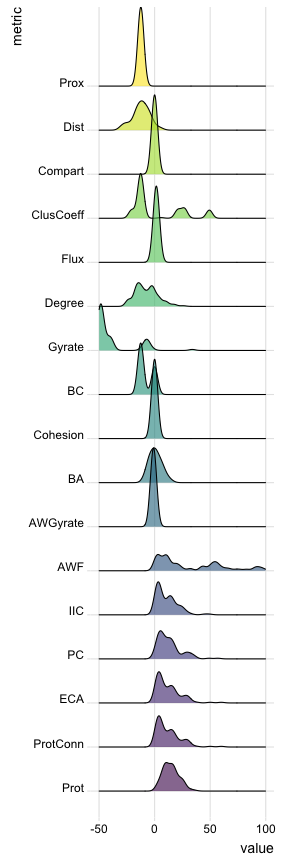 metric
Prox
Dist
Compart
ClusCoeff
Flux
Degree
Gyrate
BC
Cohesion
BA
AWGyrate
AWF
IIC
PC
ECA
ProtConn
Prot
-50 0 50 100
value